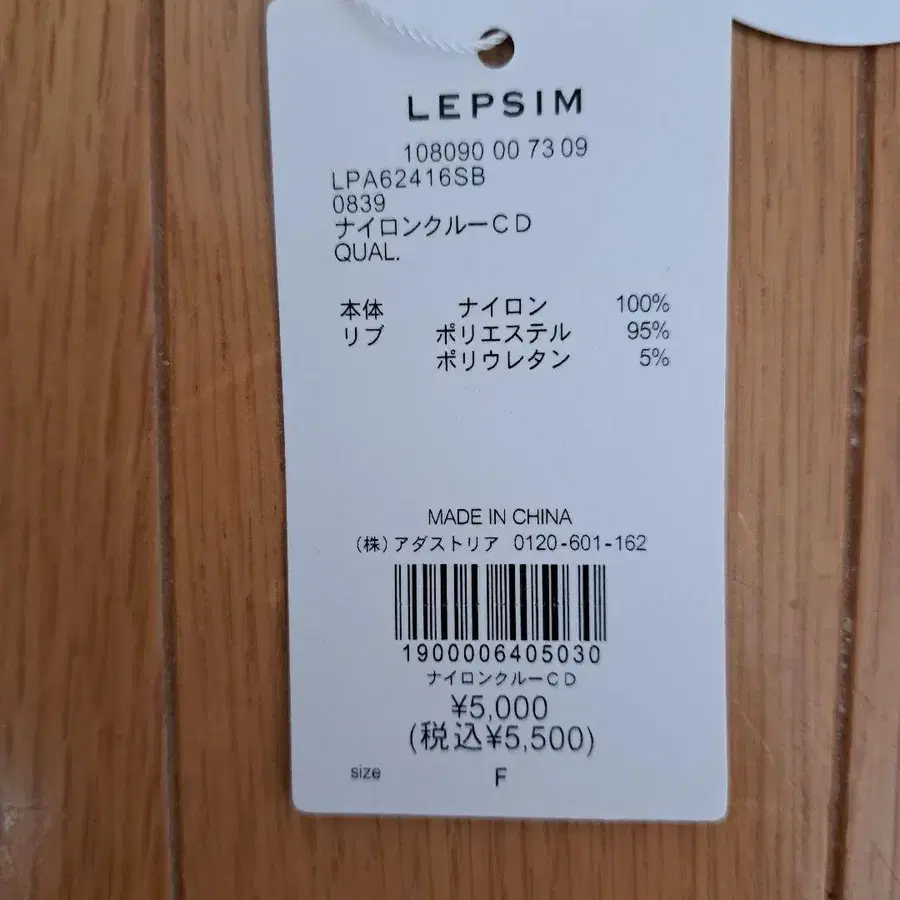 LEPSIM
108090 00 73 09
LPA62416SB
0839
ナイロンクルーCD
QUAL.
本体 ナイロン 100%
リブ ポリエステル 95%
ポリウレタン 5%
MADE IN CHINA
(株)アダストリア 0120-601-162
1900006405030
ナイロンクルーCD
¥5,000
(税込¥5,500)
size F